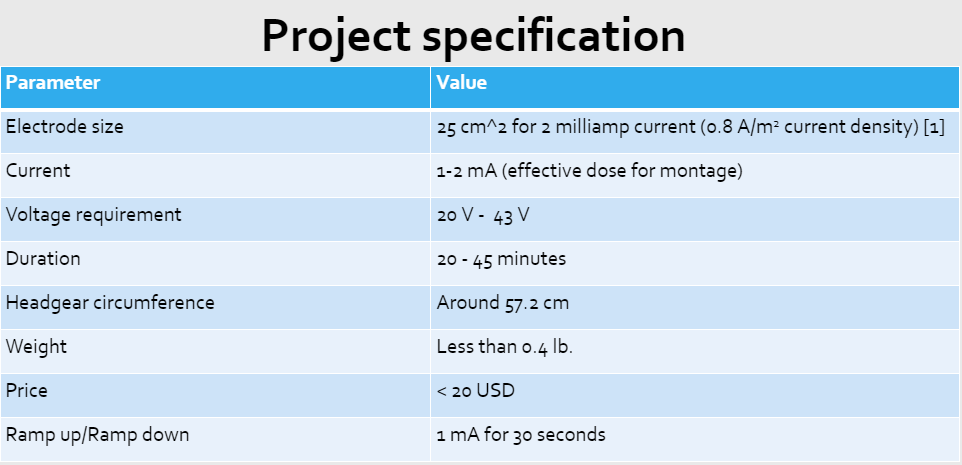 Project specification
Parameter Value
Electrode size 25 cm^2 for 2 milliamp current (0.8 A/m² current density) [1]
Current 1-2 mA (effective dose for montage)
Voltage requirement 20 V - 43 V
Duration 20 - 45 minutes
Headgear circumference Around 57.2 cm
Weight Less than 0.4 lb.
Price < 20 USD
Ramp up/Ramp down 1 mA for 30 seconds